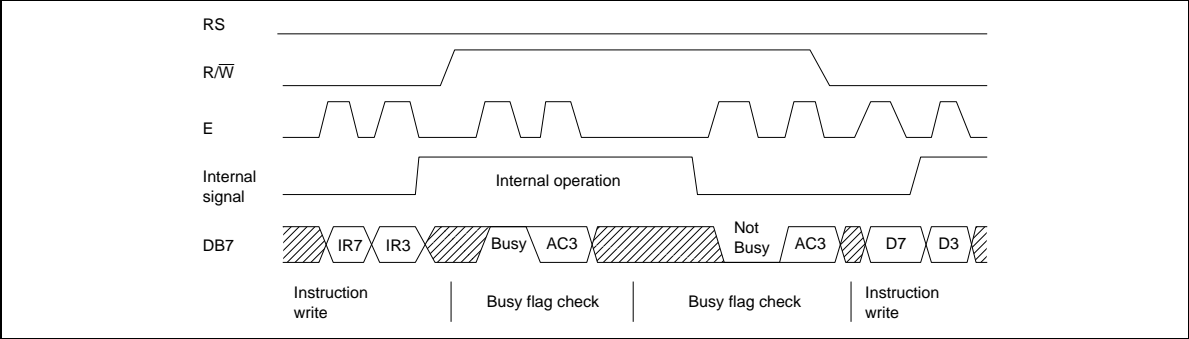 RS
R/W̅
E
Internal
signal
Internal operation
DB7
IR7
IR3
Busy
AC3
Not
Busy
AC3
D7
D3
Instruction
write
Busy flag check
Busy flag check
Instruction
write